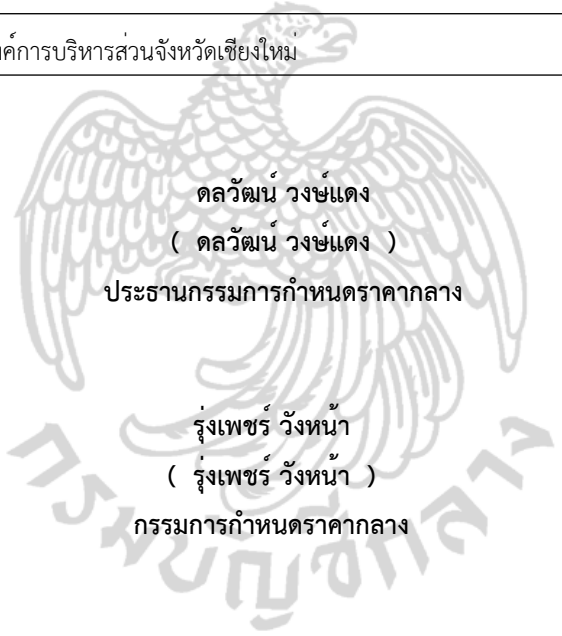 ค์การบริหารส่วนจังหวัดเชียงใหม่
ดลวัฒน์ วงษ์แดง
( ดลวัฒน์ วงษ์แดง )
ประธานกรรมการกำหนดราคากลาง
รุ่งเพชร์ วังหน้า
( รุ่งเพชร์ วังหน้า )
กรรมการกำหนดราคากลาง
กรมบัญชีกลาง